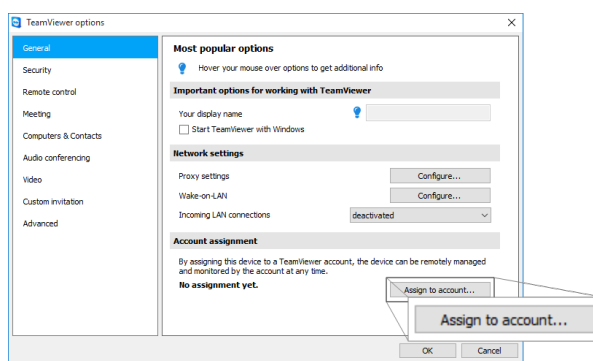 TeamViewer options
General
Security
Remote control
Meeting
Computers & Contacts
Audio conferencing
Video
Custom invitation
Advanced
Most popular options
Hover your mouse over options to get additional info
Important options for working with TeamViewer
Your display name
Start TeamViewer with Windows
Network settings
Proxy settings
Configure...
Wake-on-LAN
Configure...
Incoming LAN connections
deactivated
Account assignment
By assigning this device to a TeamViewer account, the device can be remotely managed
and monitored by the account at any time.
No assignment yet.
Assign to account...
Assign to account...
OK
Cancel